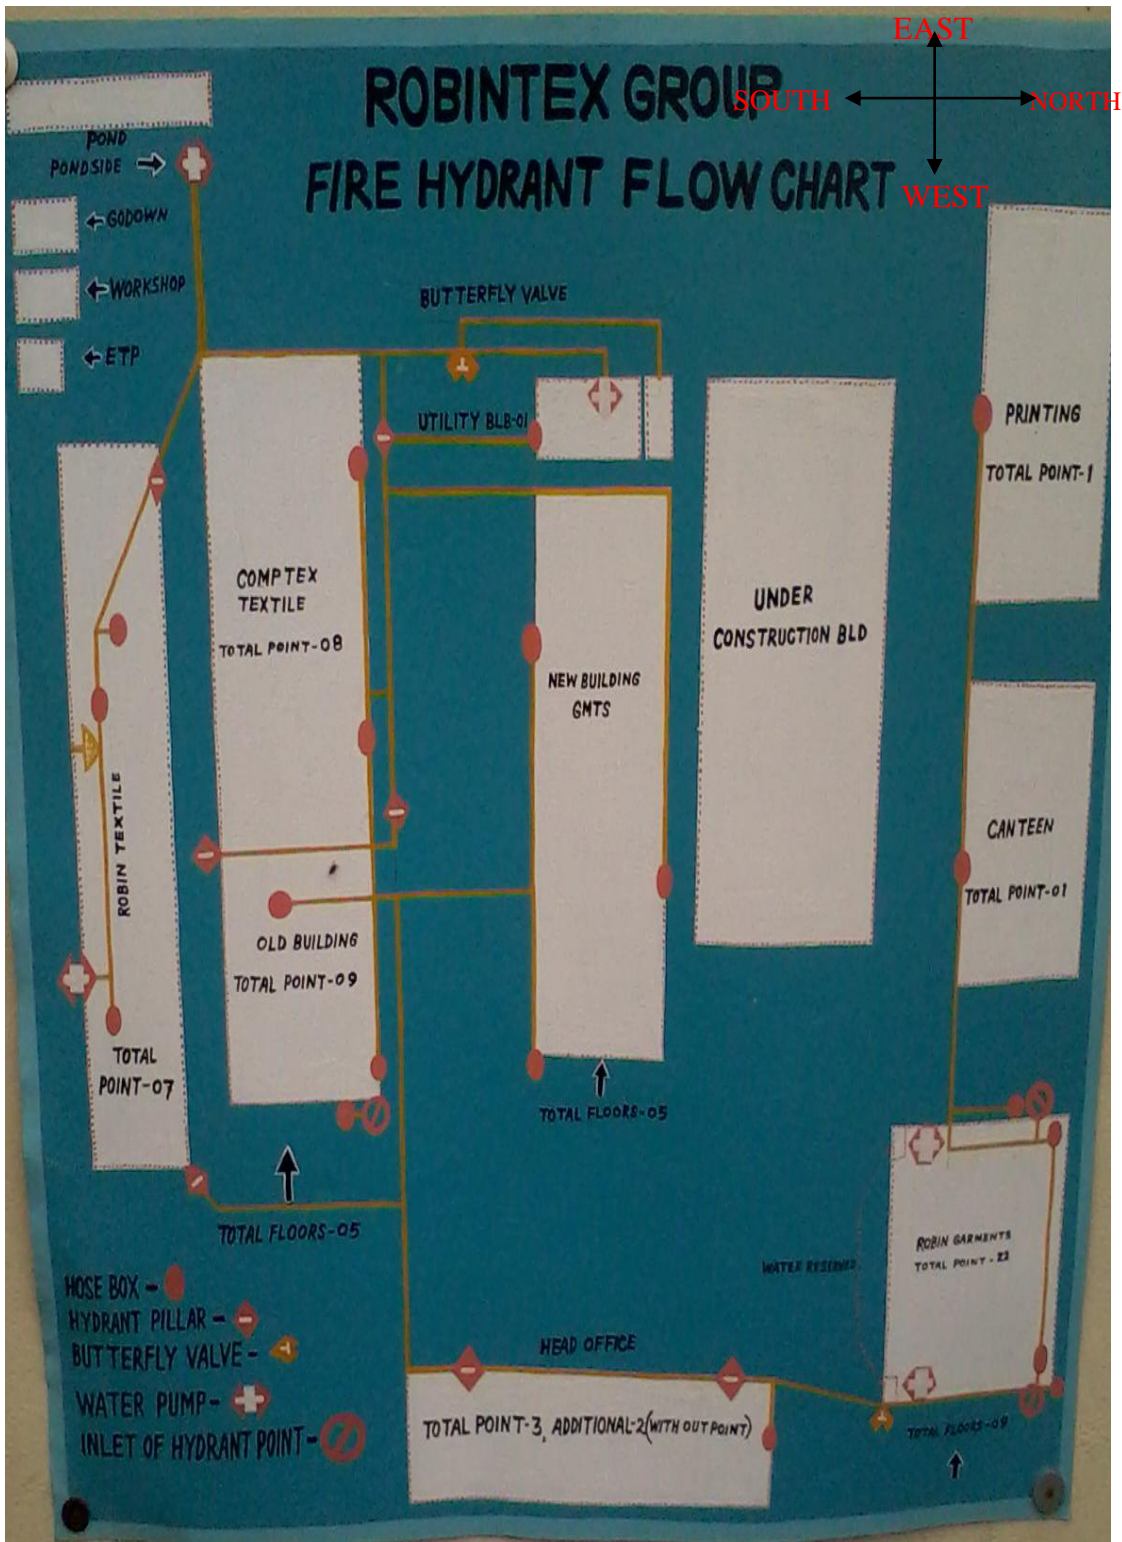 EAST
ROBINTEX GROUP
SOUTH
NORTH
FIRE HYDRANT FLOW CHART
WEST
POND
PONDSIDE
GODOWN
WORKSHOP
ETP
BUTTERFLY VALVE
UTILITY BLB-01
PRINTING
TOTAL POINT-1
COMPTEX
TEXTILE
TOTAL POINT-08
UNDER
CONSTRUCTION BLD
NEW BUILDING
GMTS
ROBIN TEXTILE
CANTEEN
TOTAL POINT-01
OLD BUILDING
TOTAL POINT-09
TOTAL
POINT-07
TOTAL FLOORS-05
TOTAL FLOORS-05
ROBIN GARMENTS
TOTAL POINT-22
WATER RESERVED
HOSE BOX -
HYDRANT PILLAR -
BUTTERFLY VALVE -
WATER PUMP -
INLET OF HYDRANT POINT -
HEAD OFFICE
TOTAL POINT-3, ADDITIONAL-2(WITH OUT POINT)
TOTAL FLOORS-09